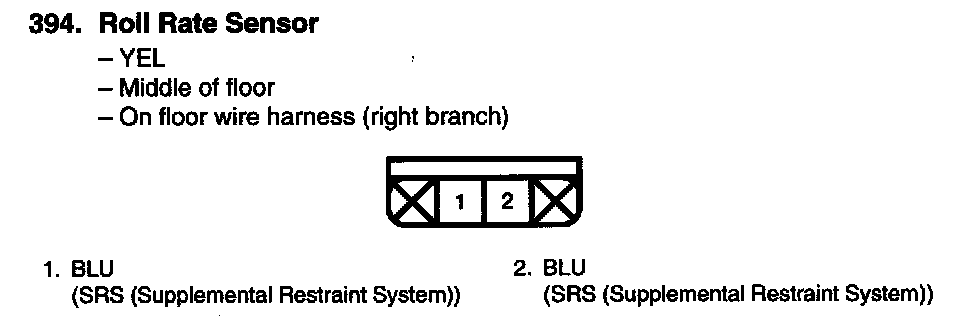 394. Roll Rate Sensor
– YEL
– Middle of floor
– On floor wire harness (right branch)
1 2
1. BLU
(SRS (Supplemental Restraint System))
2. BLU
(SRS (Supplemental Restraint System))